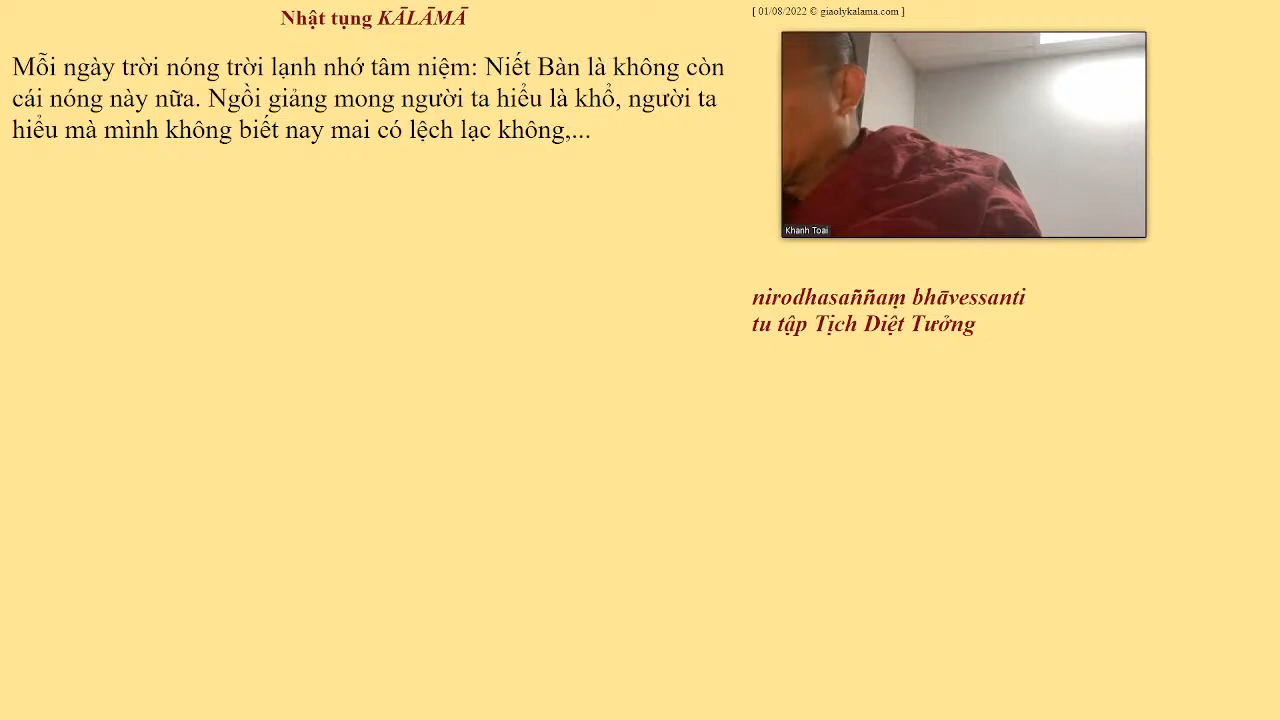 Nhật tụng KĀLĀMĀ
Mỗi ngày trời nóng trời lạnh nhớ tâm niệm: Niết Bàn là không còn
cái nóng này nữa. Ngồi giảng mong người ta hiểu là khổ, người ta
hiểu mà mình không biết nay mai có lệch lạc không,...
[ 01/08/2022 © giaolykalama.com ]
Khanh Toai
nirodhasaññaṃ bhāvessanti
tu tập Tịch Diệt Tưởng